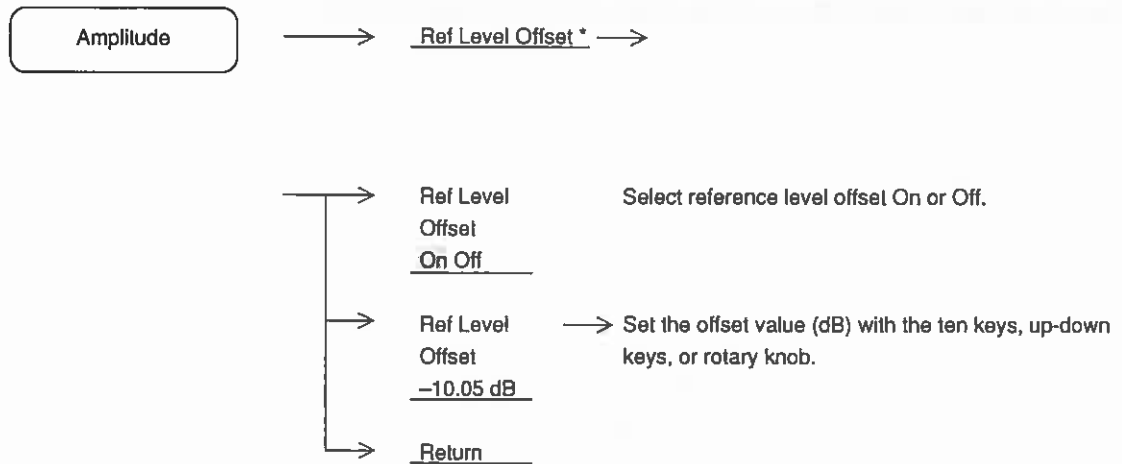 Amplitude
Ref Level Offset *
Ref Level
Offset
On Off
Select reference level offset On or Off.
Ref Level
Offset
–10.05 dB
Set the offset value (dB) with the ten keys, up-down
keys, or rotary knob.
Return